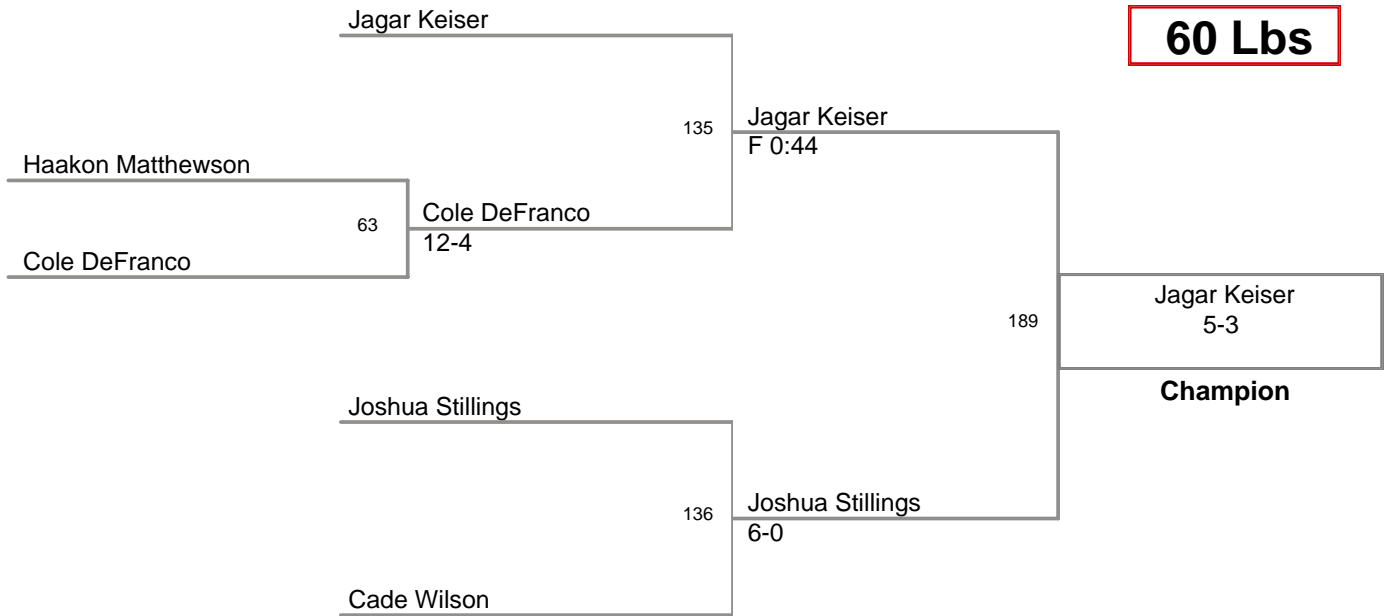 Jagar Keiser
60 Lbs
135
Jagar Keiser
F 0:44
Haakon Matthewson
63
Cole DeFranco
12-4
Cole DeFranco
189
Jagar Keiser
5-3
Champion
Joshua Stillings
136
Joshua Stillings
6-0
Cade Wilson